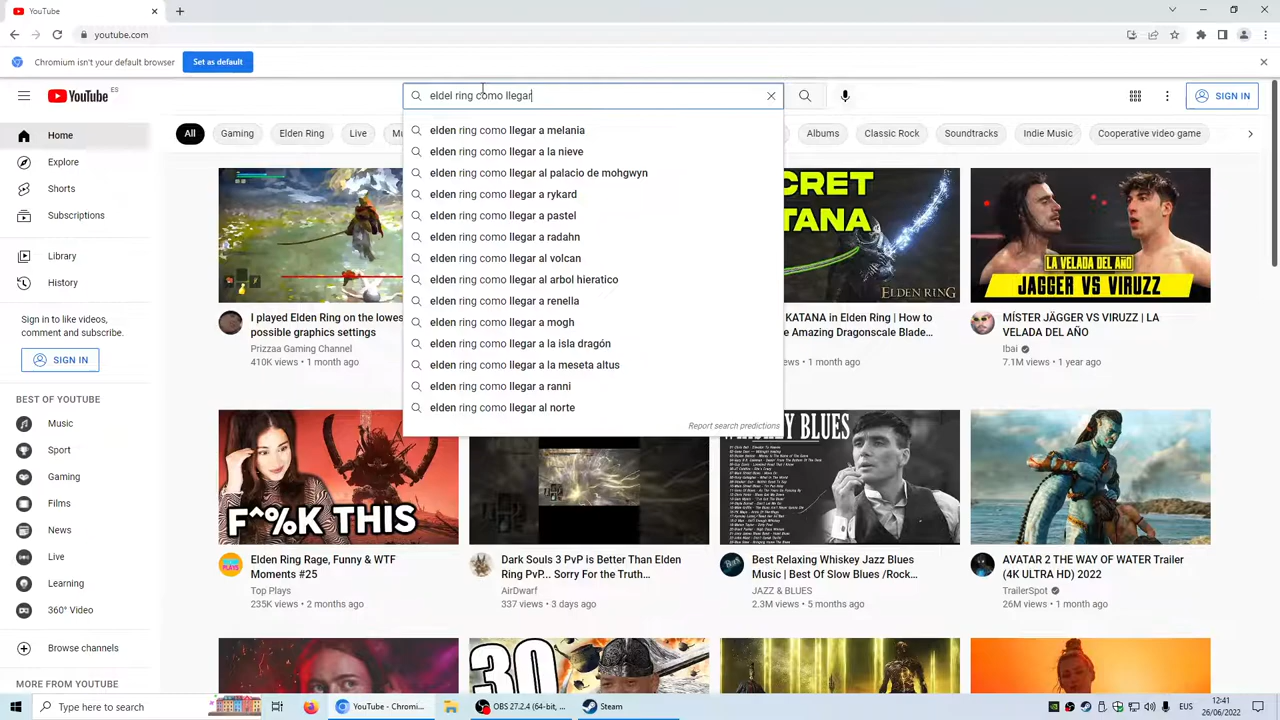 YouTube
youtube.com
Chromium isn't your default browser
Set as default
YouTube ES
eldel ring como llegar
SIGN IN
Home
Explore
Shorts
Subscriptions
Library
History
Sign in to like videos,
comment and subscribe.
SIGN IN
BEST OF YOUTUBE
Music
Sport
Gaming
Films
Live
Learning
360° Video
Browse channels
MORE FROM YOUTUBE
All
Gaming
Elden Ring
Live
Albums
Classic Rock
Soundtracks
Indie Music
Cooperative video game
elden ring como llegar a melania
elden ring como llegar a la nieve
elden ring como llegar al palacio de mohgwyn
elden ring como llegar a rykard
elden ring como llegar a pastel
elden ring como llegar a radahn
elden ring como llegar al volcan
elden ring como llegar al arbol hieratico
elden ring como llegar a renella
elden ring como llegar a mogh
elden ring como llegar a la isla dragón
elden ring como llegar a la meseta altus
elden ring como llegar a ranni
elden ring como llegar al norte
Report search predictions
I played Elden Ring on the lowes
possible graphics settings
Prizzaa Gaming Channel
410K views • 1 month ago
CRET
TANA
ELDEN RING
KATANA in Elden Ring | How to
Amazing Dragonscale Blade...
1 month ago
LA VELADA DEL AÑO
JAGGER VS VIRUZZ
MÍSTER JÄGGER VS VIRUZZ | LA
VELADA DEL AÑO
Ibai
7.1M views • 1 year ago
F^%K THIS
Elden Ring Rage, Funny & WTF
Moments #25
Top Plays
235K views • 2 months ago
Dark Souls 3 PvP is Better Than Elden
Ring PvP... Sorry For the Truth...
AirDwarf
337 views • 3 days ago
WHISKEY BLUES
Best Relaxing Whiskey Jazz Blues
Music | Best Of Slow Blues /Rock...
JAZZ & BLUES
2.3M views • 5 months ago
AVATAR 2 THE WAY OF WATER Trailer
(4K ULTRA HD) 2022
TrailerSpot
26M views • 1 month ago
30
Type here to search
YouTube - Chromi...
OBS 27.2.4 (64-bit, ...
Steam
EUS
12:41
26/06/2022